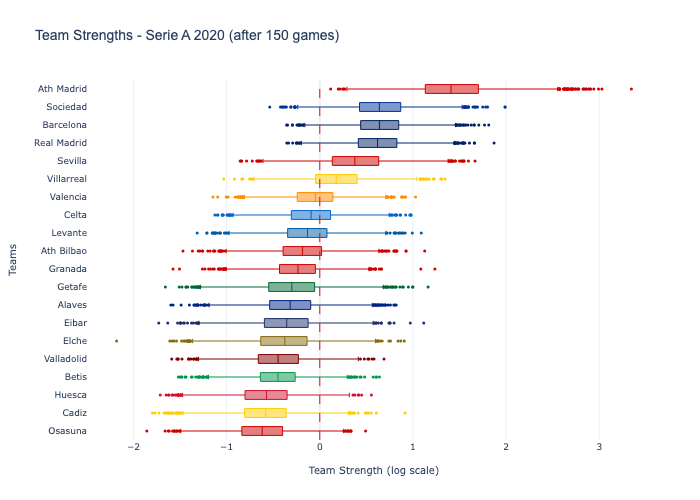 Team Strengths - Serie A 2020 (after 150 games)
Ath Madrid
Sociedad
Barcelona
Real Madrid
Sevilla
Villarreal
Valencia
Celta
Levante
Ath Bilbao
Granada
Getafe
Alaves
Eibar
Elche
Valladolid
Betis
Huesca
Cadiz
Osasuna
Teams
−2 −1 0 1 2 3
Team Strength (log scale)